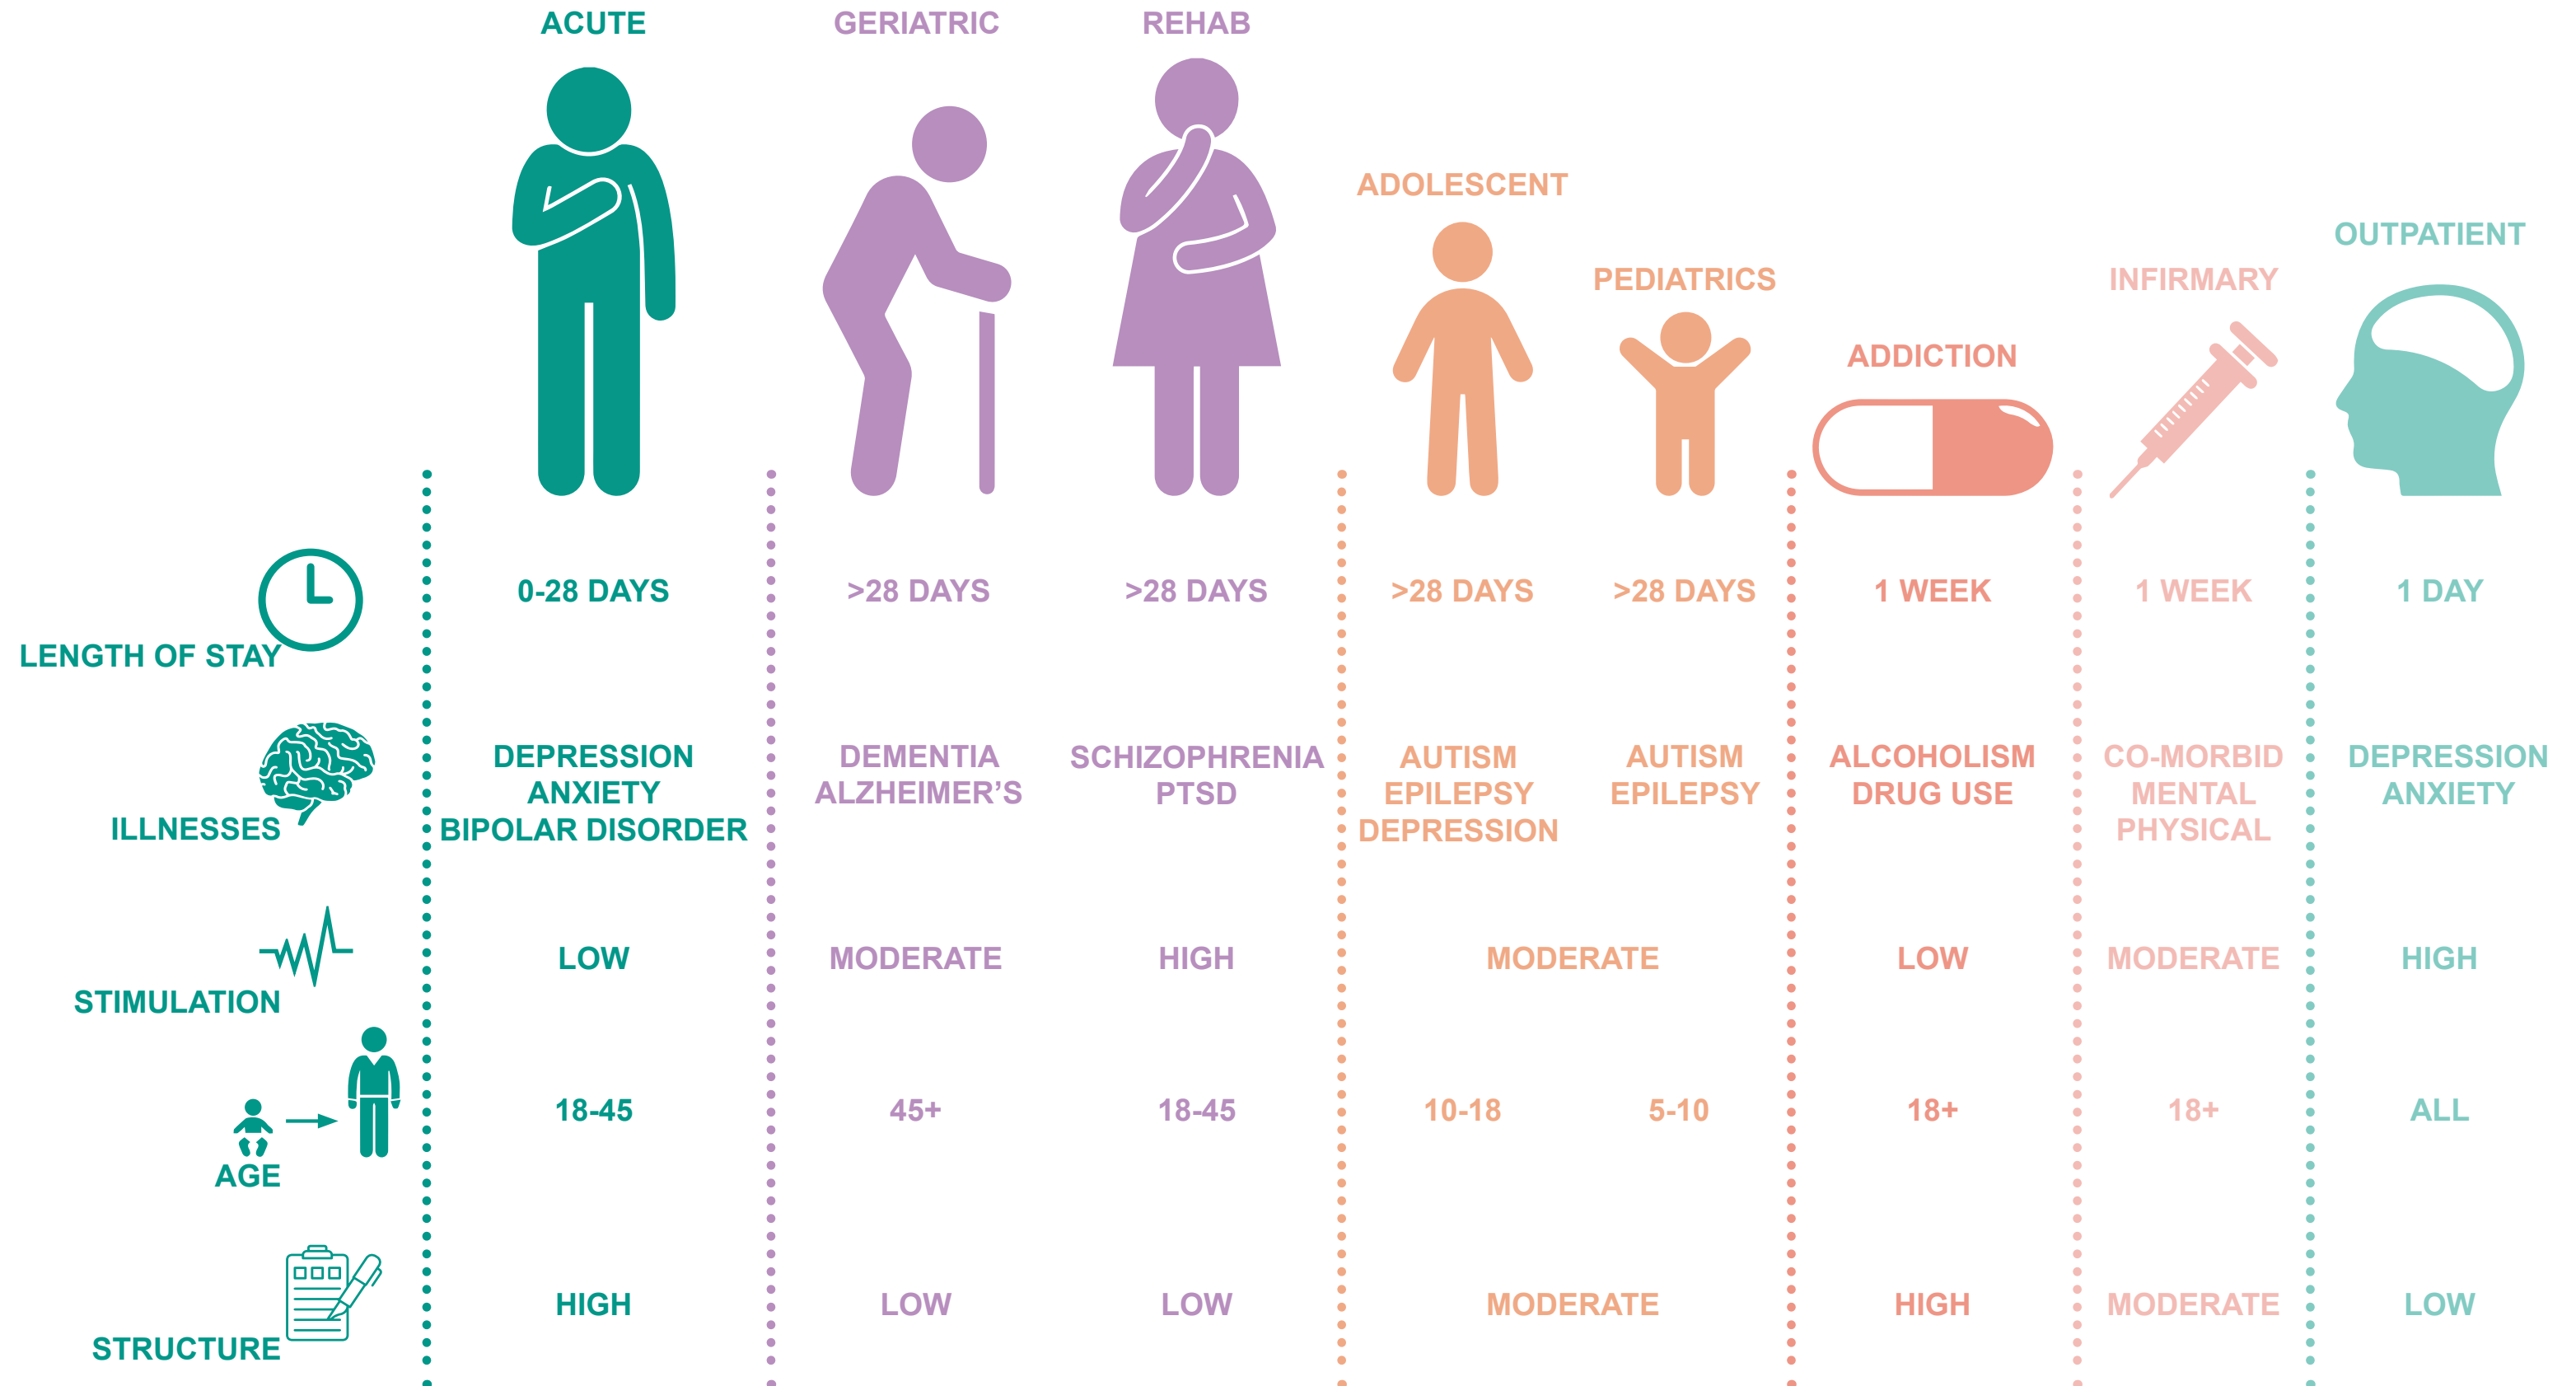 ACUTE
GERIATRIC
REHAB
ADOLESCENT
PEDIATRICS
ADDICTION
INFIRMARY
OUTPATIENT
LENGTH OF STAY
0-28 DAYS
>28 DAYS
>28 DAYS
>28 DAYS
>28 DAYS
1 WEEK
1 WEEK
1 DAY
ILLNESSES
DEPRESSION
ANXIETY
BIPOLAR DISORDER
DEMENTIA
ALZHEIMER’S
SCHIZOPHRENIA
PTSD
AUTISM
EPILEPSY
DEPRESSION
AUTISM
EPILEPSY
ALCOHOLISM
DRUG USE
CO-MORBID
MENTAL
PHYSICAL
DEPRESSION
ANXIETY
STIMULATION
LOW
MODERATE
HIGH
MODERATE
LOW
MODERATE
HIGH
AGE
18-45
45+
18-45
10-18
5-10
18+
18+
ALL
STRUCTURE
HIGH
LOW
LOW
MODERATE
HIGH
MODERATE
LOW